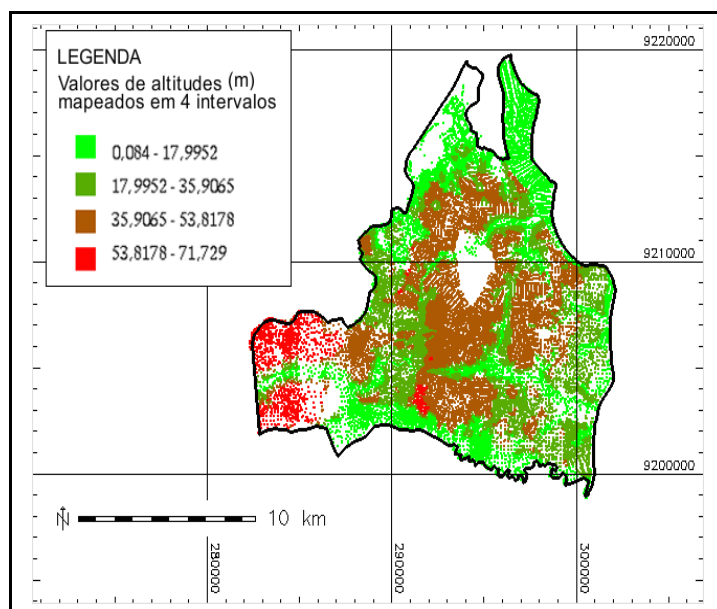 LEGENDA
Valores de altitudes (m)
mapeados em 4 intervalos
0,084 - 17,9952
17,9952 - 35,9065
35,9065 - 53,8178
53,8178 - 71,729
9220000
9210000
9200000
N
10 km
280000
290000
300000